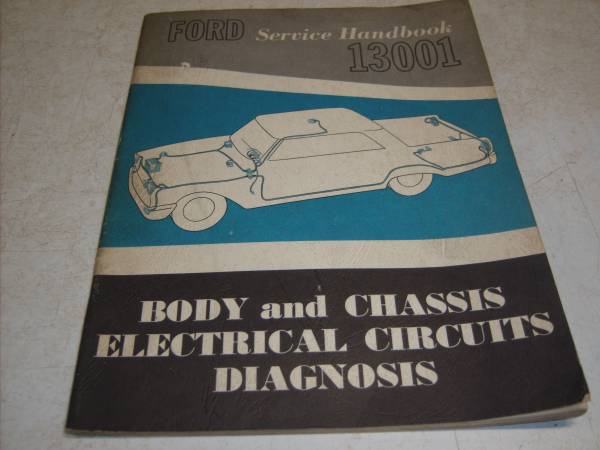 FORD Service Handbook
13001
BODY and CHASSIS
ELECTRICAL CIRCUITS
DIAGNOSIS